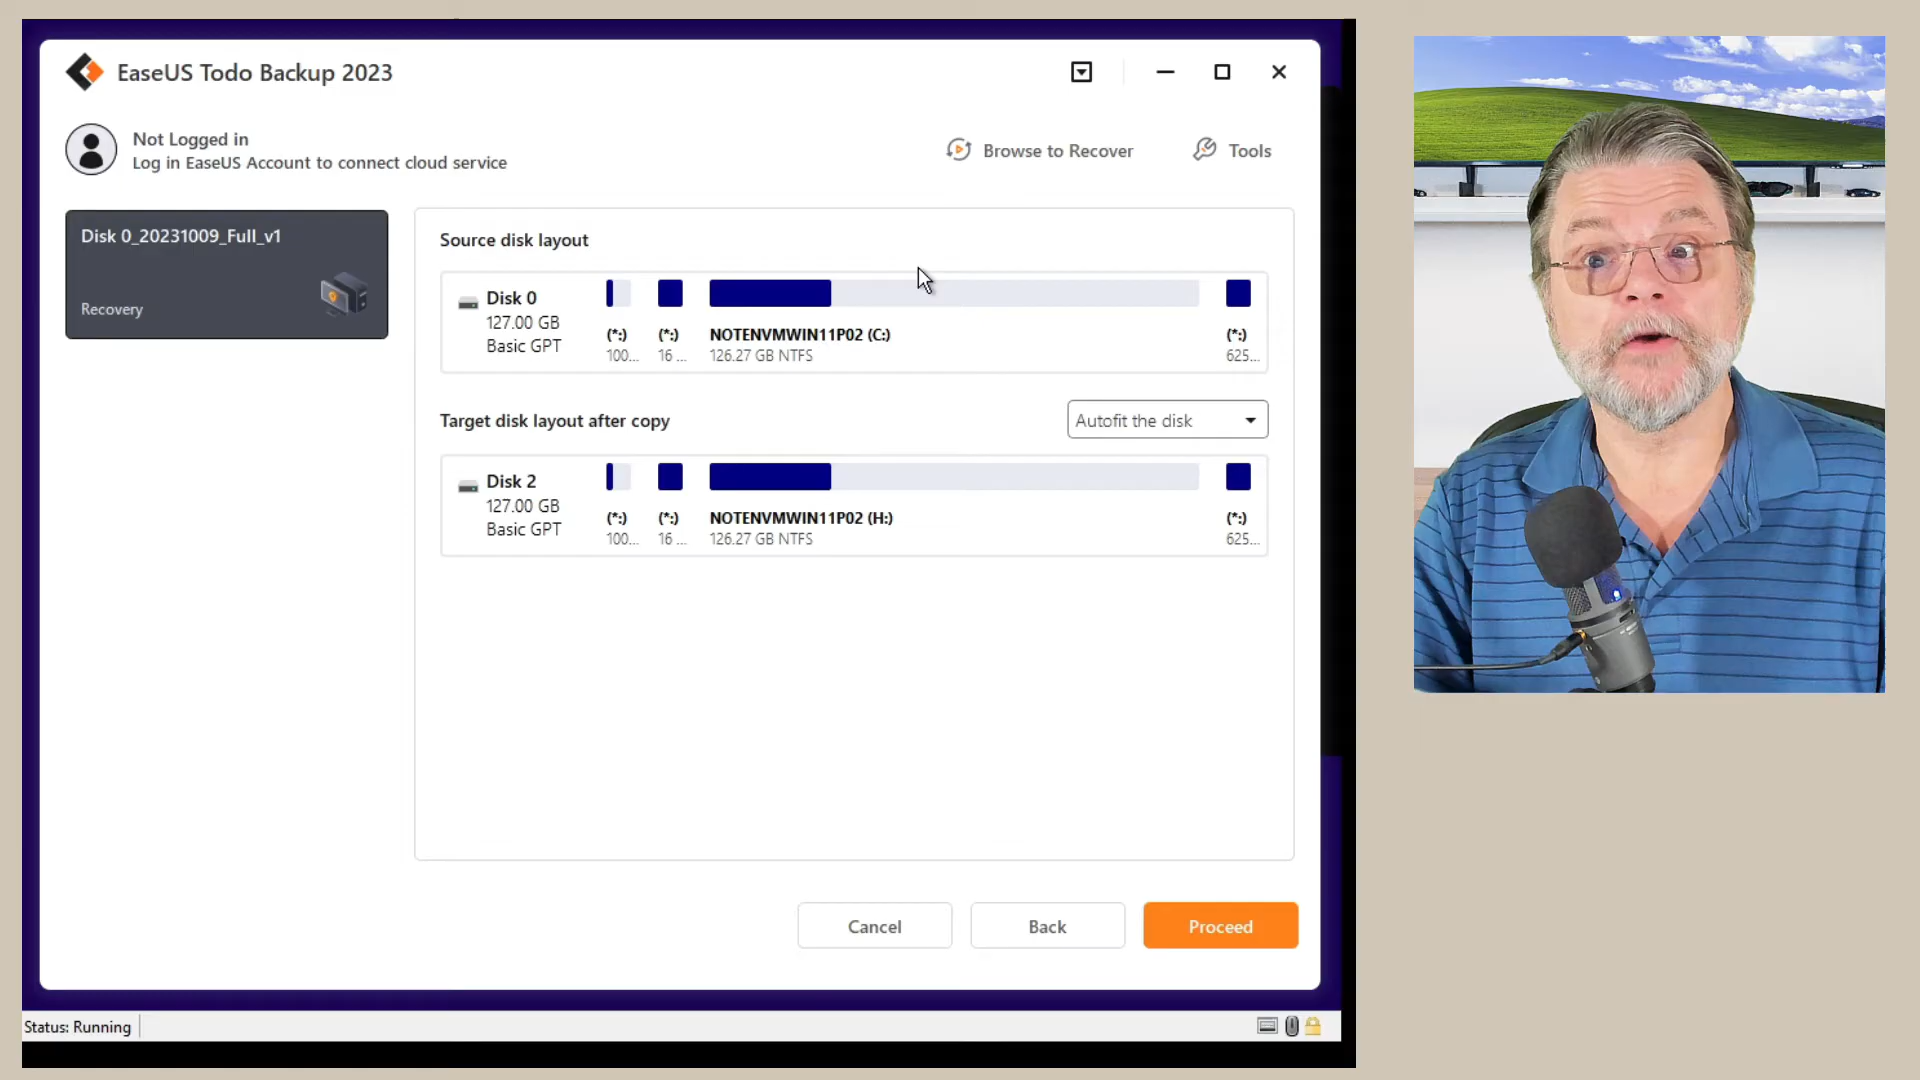 EaseUS Todo Backup 2023
Not Logged in
Log in EaseUS Account to connect cloud service
Browse to Recover
Tools
Disk 0_20231009_Full_v1
Recovery
Source disk layout
Disk 0
127.00 GB
Basic GPT
(*:)
100...
(*:)
16 ...
NOTENVMWIN11P02 (C:)
126.27 GB NTFS
(*:)
625...
Target disk layout after copy
Autofit the disk
Disk 2
127.00 GB
Basic GPT
(*:)
100...
(*:)
16 ...
NOTENVMWIN11P02 (H:)
126.27 GB NTFS
(*:)
625...
Cancel
Back
Proceed
Status: Running